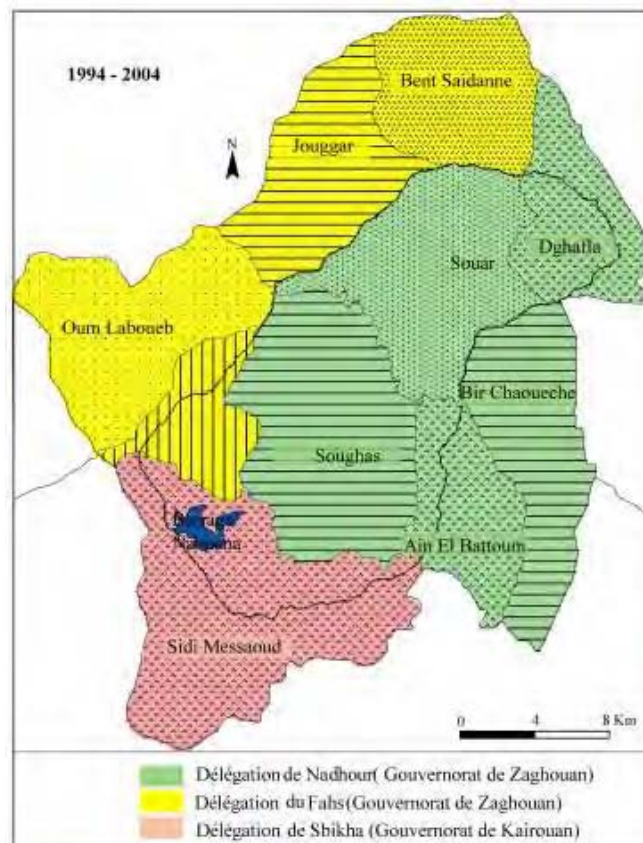 1994 - 2004
Bent Saidanne
Jouggar
N
Dghafla
Souar
Oum Laboueb
Bir Chaoueche
Soughas
Ain El Battoum
Sidi Messaoud
0 4 8 Km
Délégation de Nadhour( Gouvernorat de Zaghouan)
Délégation du Fahs(Gouvernorat de Zaghouan)
Délégation de Sbikha (Gouvernorat de Kairouan)